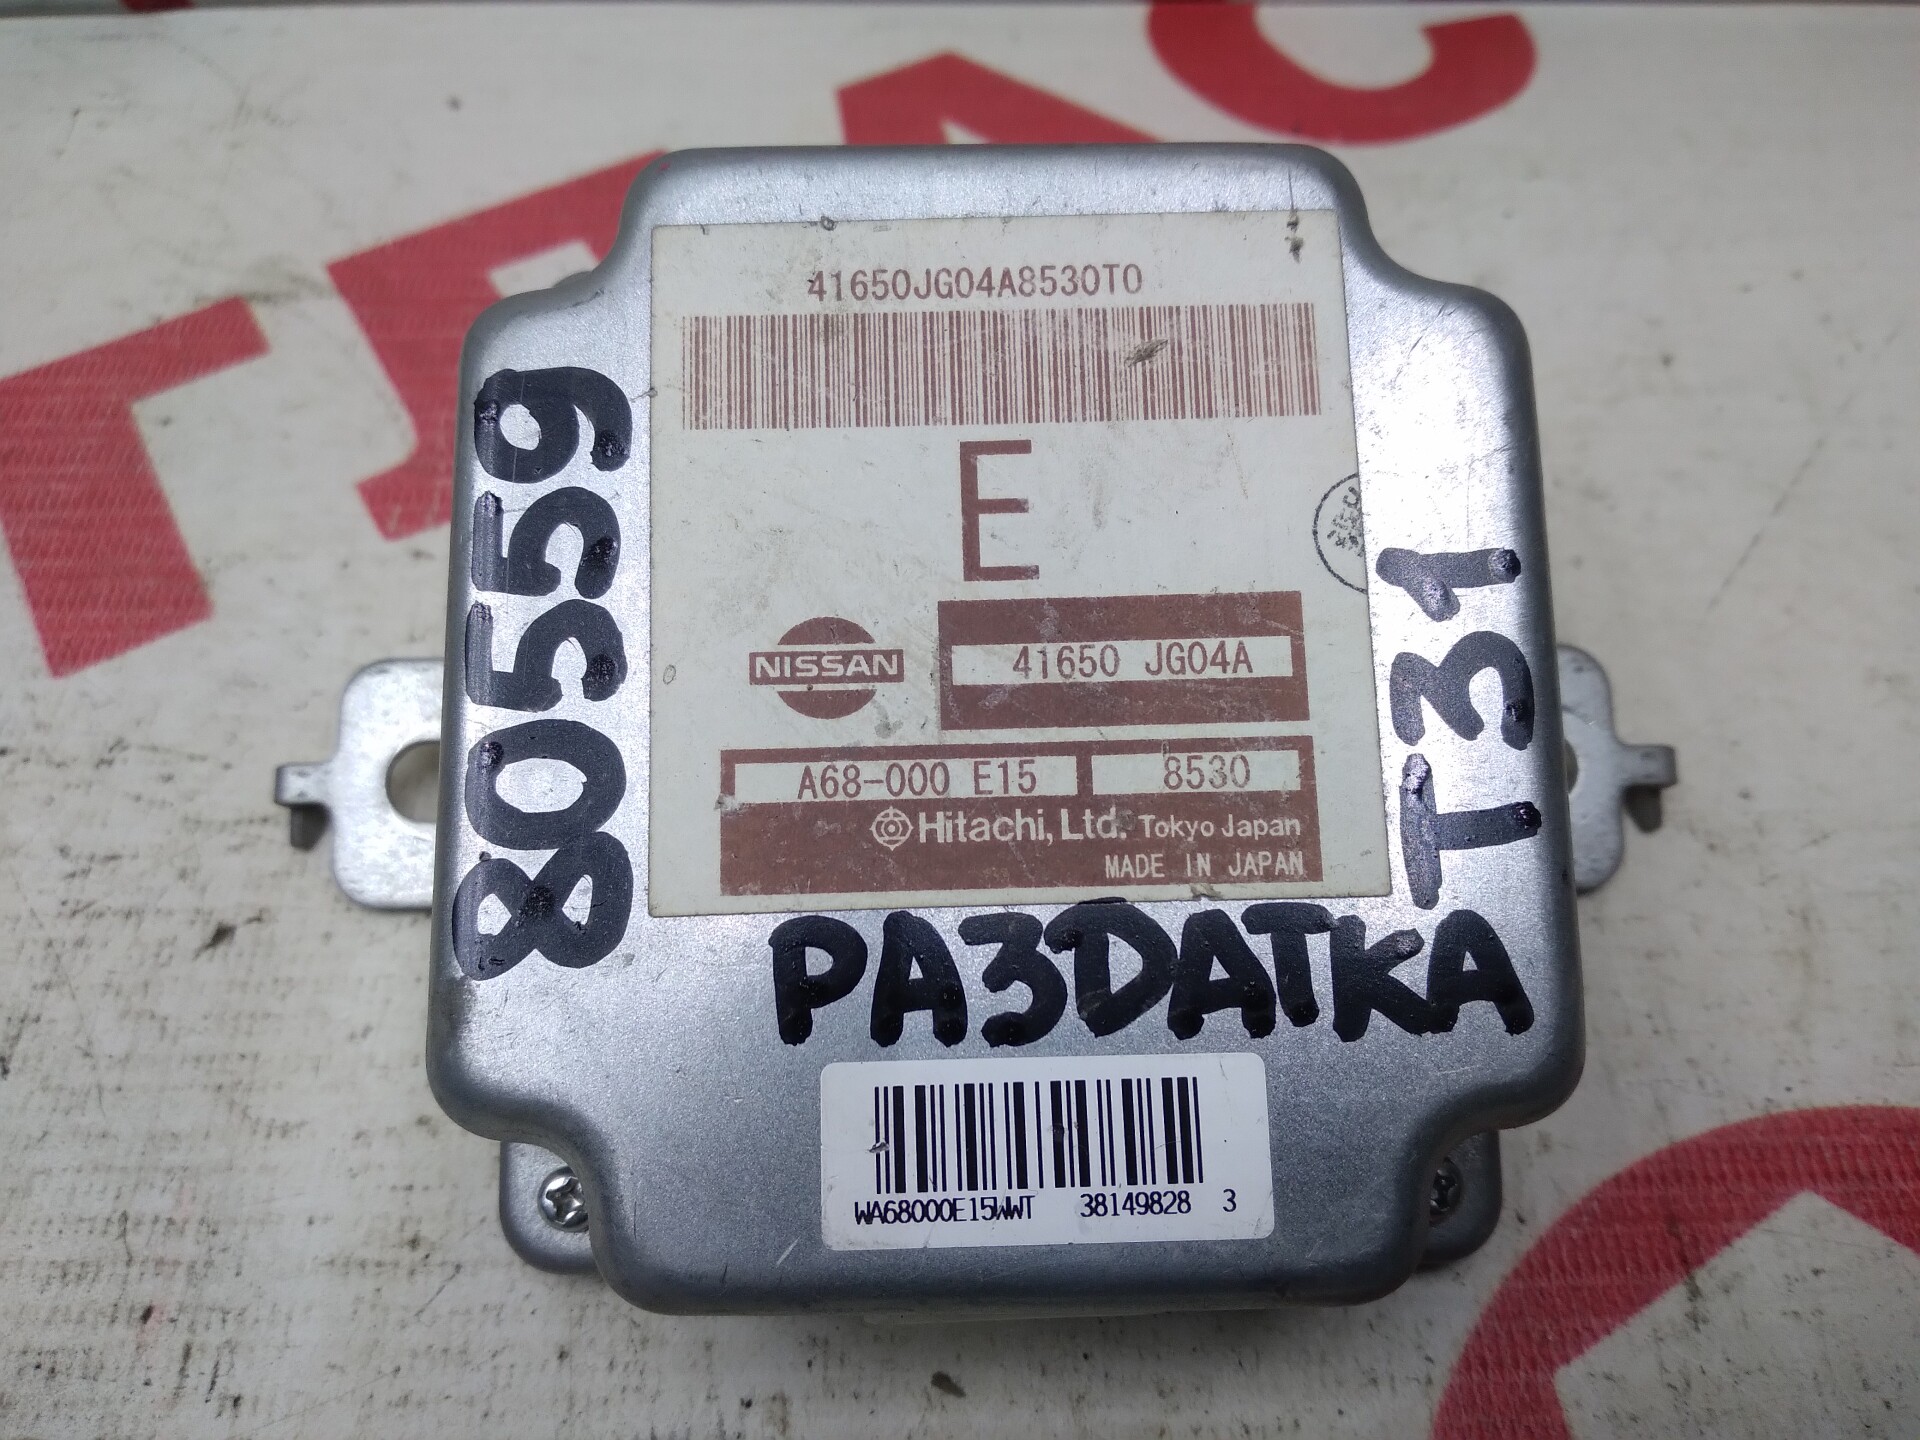 41650JG04A8530T0
E
NISSAN
41650 JG04A
A68-000 E15
8530
Hitachi, Ltd. Tokyo Japan
MADE IN JAPAN
80559
T31
РАЗDАТКА
WA68000E15WWT 38149828 3